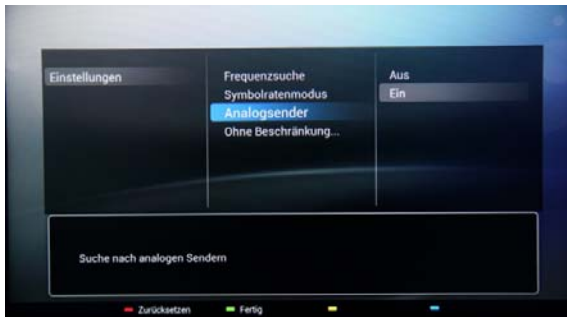 Einstellungen
Frequenzsuche
Symbolratenmodus
Analogsender
Ohne Beschränkung...
Aus
Ein
Suche nach analogen Sendern
Zurücksetzen
Fertig